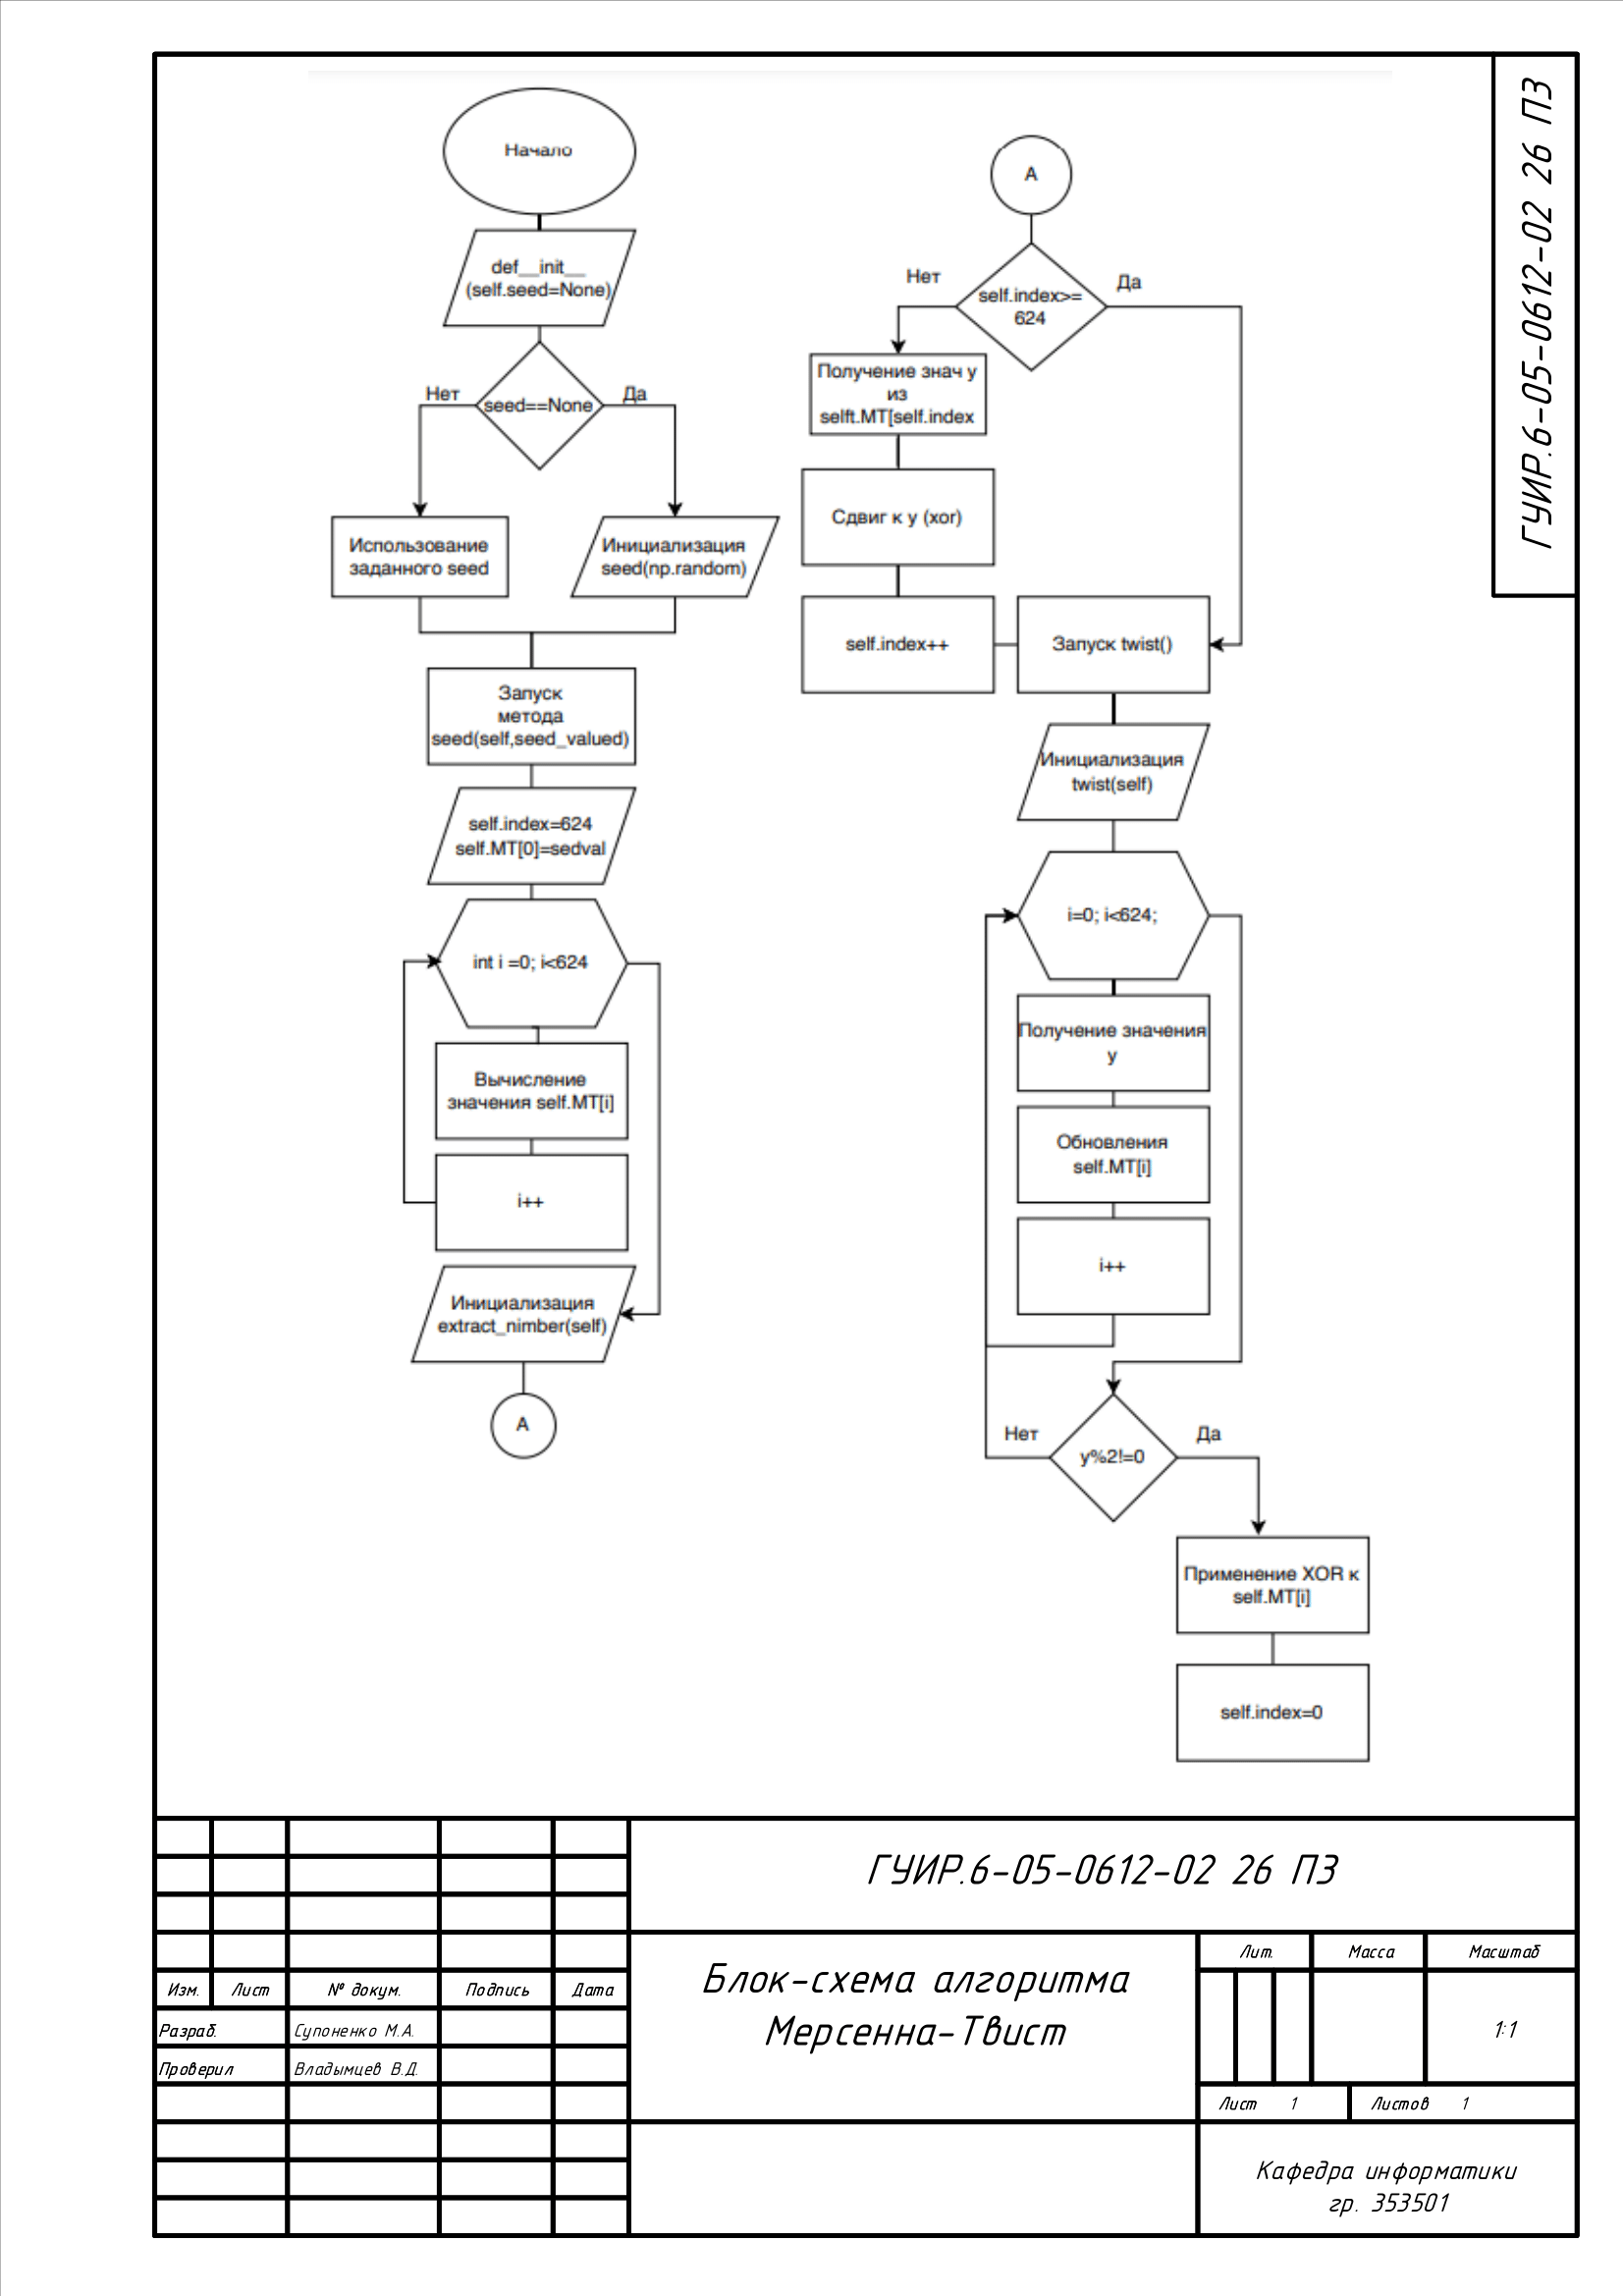 Начало
def__init__
(self.seed=None)
Нет
seed==None
Да
Использование
заданного seed
Инициализация
seed(np.random)
Запуск
метода
seed(self,seed_valued)
self.index=624
self.MT[0]=sedval
int i =0; i<624
Вычисление
значения self.MT[i]
i++
Инициализация
extract_nimber(self)
A
A
Нет
self.index>=
624
Да
Получение знач y
из
selft.MT[self.index
Сдвиг к y (xor)
self.index++
Запуск twist()
Инициализация
twist(self)
i=0; i<624;
Получение значения
y
Обновления
self.MT[i]
i++
Нет
y%2!=0
Да
Применение XOR к
self.MT[i]
self.index=0
ГУИР.6-05-0612-02 26 ПЗ
ГУИР.6-05-0612-02 26 ПЗ
Изм.
Лист
№ докум.
Подпись
Дата
Разраб.
Супоненко М.А.
Проверил
Владымцев В.Д.
Блок-схема алгоритма
Мерсенна-Твист
Лит.
Масса
Масштаб
1:1
Лист 1
Листов 1
Кафедра информатики
гр. 353501